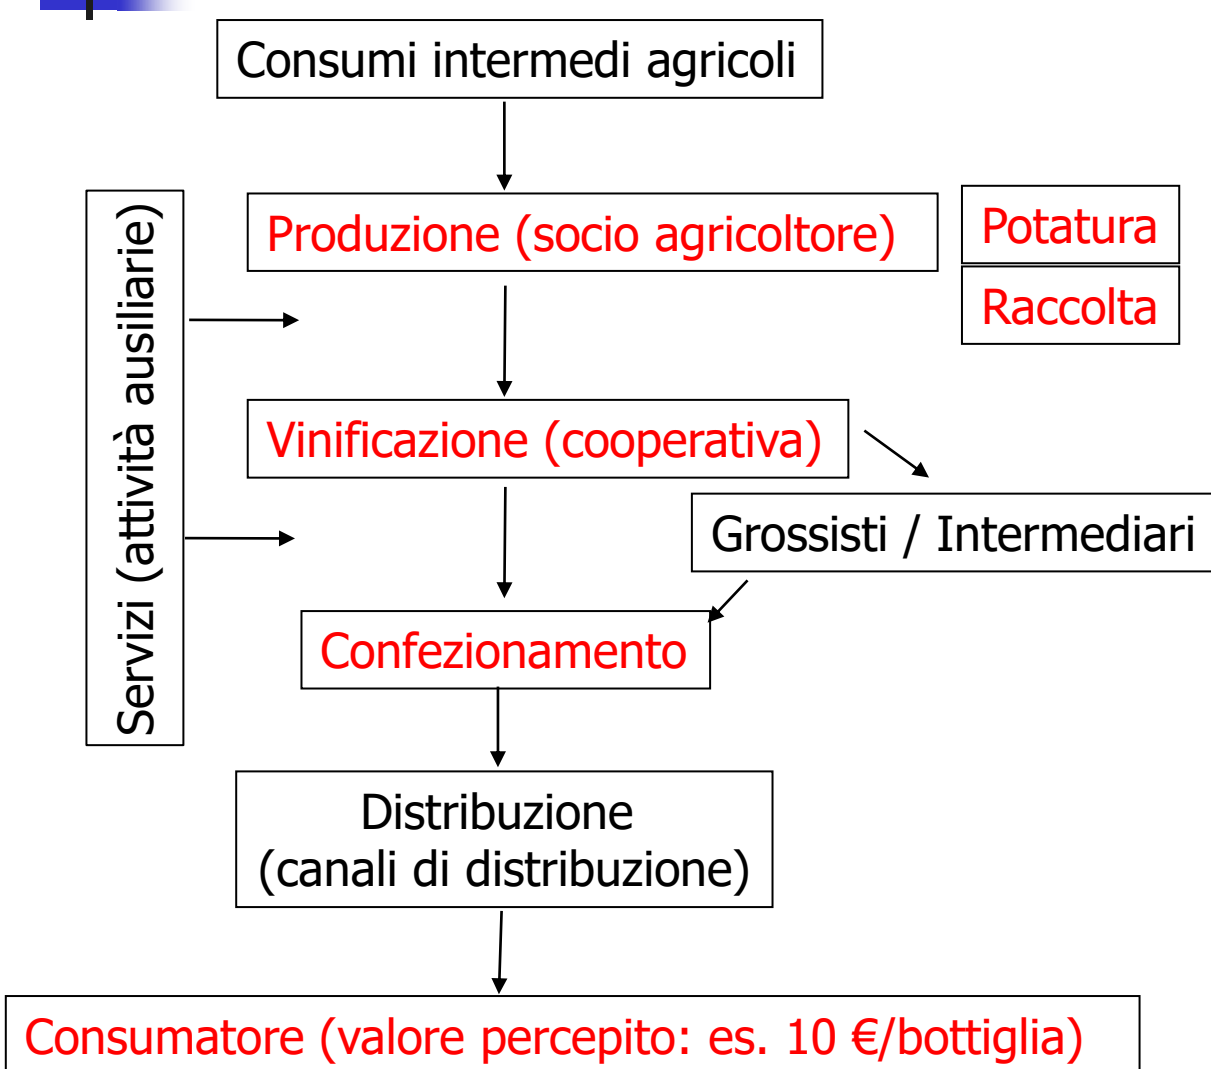 Consumi intermedi agricoli
Servizi (attività ausiliarie)
Produzione (socio agricoltore)
Potatura
Raccolta
Vinificazione (cooperativa)
Grossisti / Intermediari
Confezionamento
Distribuzione
(canali di distribuzione)
Consumatore (valore percepito: es. 10 €/bottiglia)